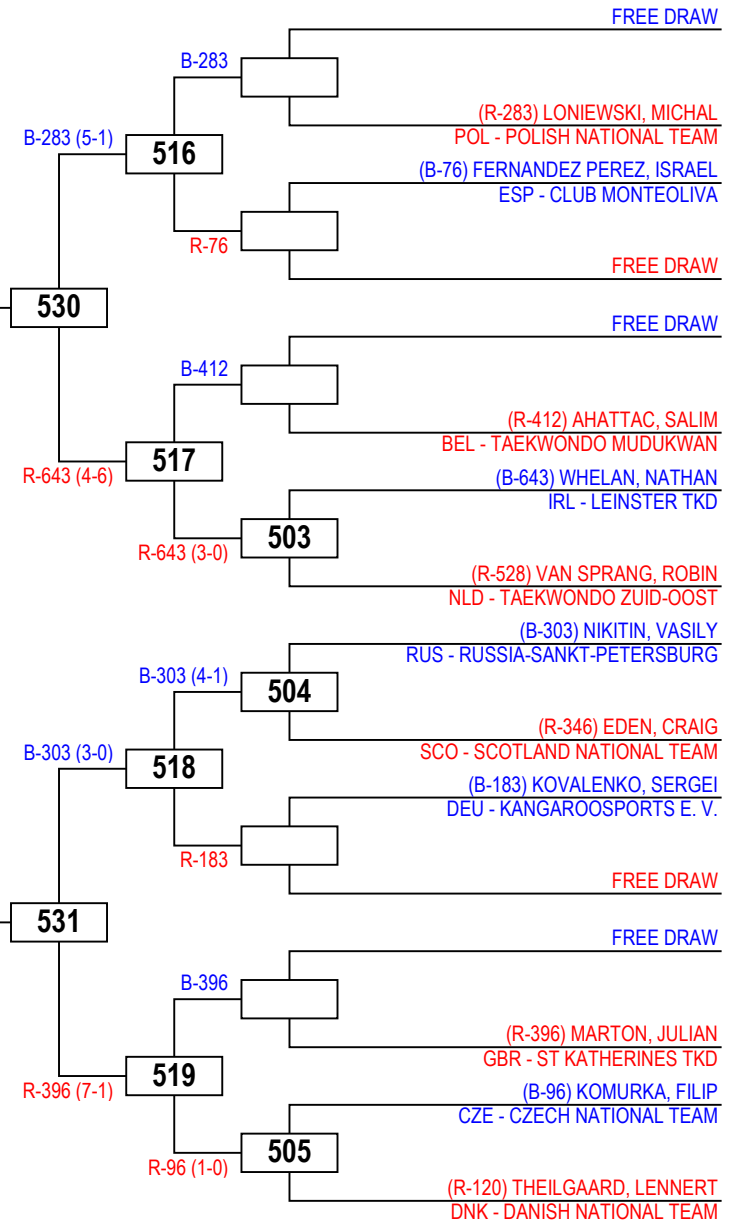 FREE DRAW
B-283
(R-283) LONIEWSKI, MICHAL
POL - POLISH NATIONAL TEAM
B-283 (5-1)
516
(B-76) FERNANDEZ PEREZ, ISRAEL
ESP - CLUB MONTEOLIVA
R-76
FREE DRAW
530
FREE DRAW
B-412
(R-412) AHATTAC, SALIM
BEL - TAEKWONDO MUDUKWAN
517
R-643 (4-6)
(B-643) WHELAN, NATHAN
IRL - LEINSTER TKD
503
R-643 (3-0)
(R-528) VAN SPRANG, ROBIN
NLD - TAEKWONDO ZUID-OOST
(B-303) NIKITIN, VASILY
RUS - RUSSIA-SANKT-PETERSBURG
B-303 (4-1)
504
(R-346) EDEN, CRAIG
SCO - SCOTLAND NATIONAL TEAM
B-303 (3-0)
518
(B-183) KOVALENKO, SERGEI
DEU - KANGAROOSPORTS E. V.
R-183
FREE DRAW
531
FREE DRAW
B-396
(R-396) MARTON, JULIAN
GBR - ST KATHERINES TKD
519
R-396 (7-1)
(B-96) KOMURKA, FILIP
CZE - CZECH NATIONAL TEAM
505
R-96 (1-0)
(R-120) THEILGAARD, LENNERT
DNK - DANISH NATIONAL TEAM